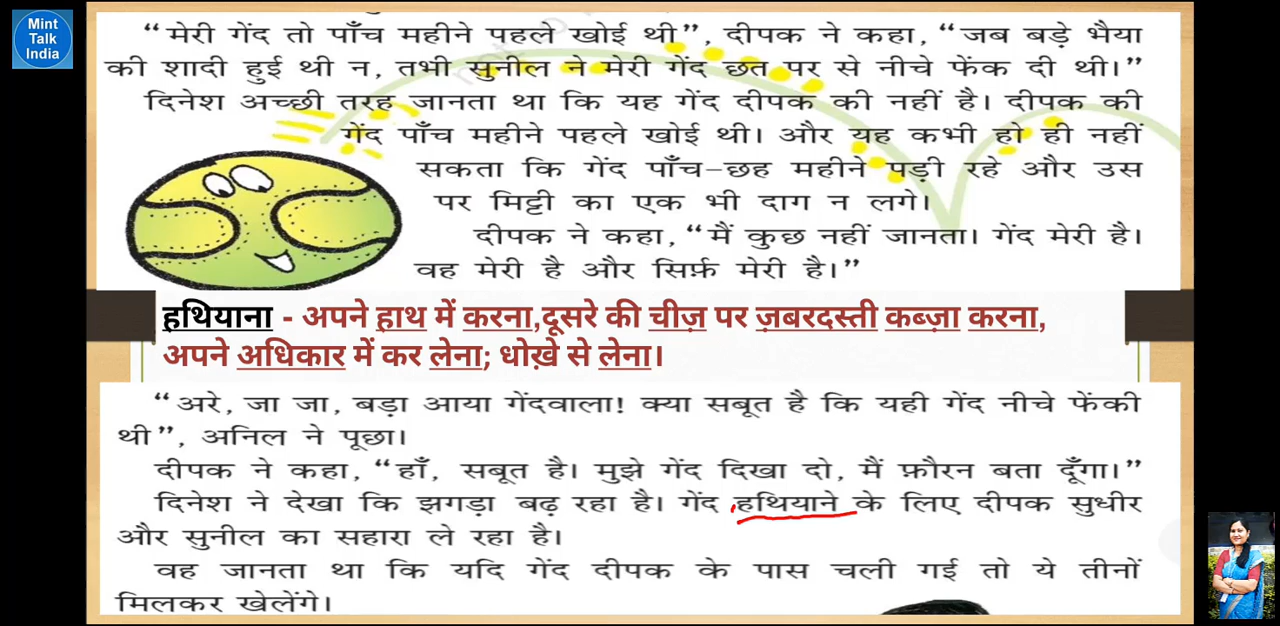 Mint
Talk
India
“मेरी गेंद तो पाँच महीने पहले खोई थी”, दीपक ने कहा, “जब बड़े भैया
की शादी हुई थी न, तभी सुनील ने मेरी गेंद छत पर से नीचे फेंक दी थी।”
दिनेश अच्छी तरह जानता था कि यह गेंद दीपक की नहीं है। दीपक की
गेंद पाँच महीने पहले खोई थी। और यह कभी हो ही नहीं
सकता कि गेंद पाँच–छह महीने पड़ी रहे और उस
पर मिट्टी का एक भी दाग न लगे।
दीपक ने कहा, “मैं कुछ नहीं जानता। गेंद मेरी है।
वह मेरी है और सिर्फ़ मेरी है।”
हथियाना - अपने हाथ में करना,दूसरे की चीज़ पर ज़बरदस्ती कब्ज़ा करना,
अपने अधिकार में कर लेना; धोख़े से लेना।
“अरे, जा जा, बड़ा आया गेंदवाला! क्या सबूत है कि यही गेंद नीचे फेंकी
थी”, अनिल ने पूछा।
दीपक ने कहा, “हाँ, सबूत है। मुझे गेंद दिखा दो, मैं फ़ौरन बता दूँगा।”
दिनेश ने देखा कि झगड़ा बढ़ रहा है। गेंद हथियाने के लिए दीपक सुधीर
और सुनील का सहारा ले रहा है।
वह जानता था कि यदि गेंद दीपक के पास चली गई तो ये तीनों
मिलकर खेलेंगे।